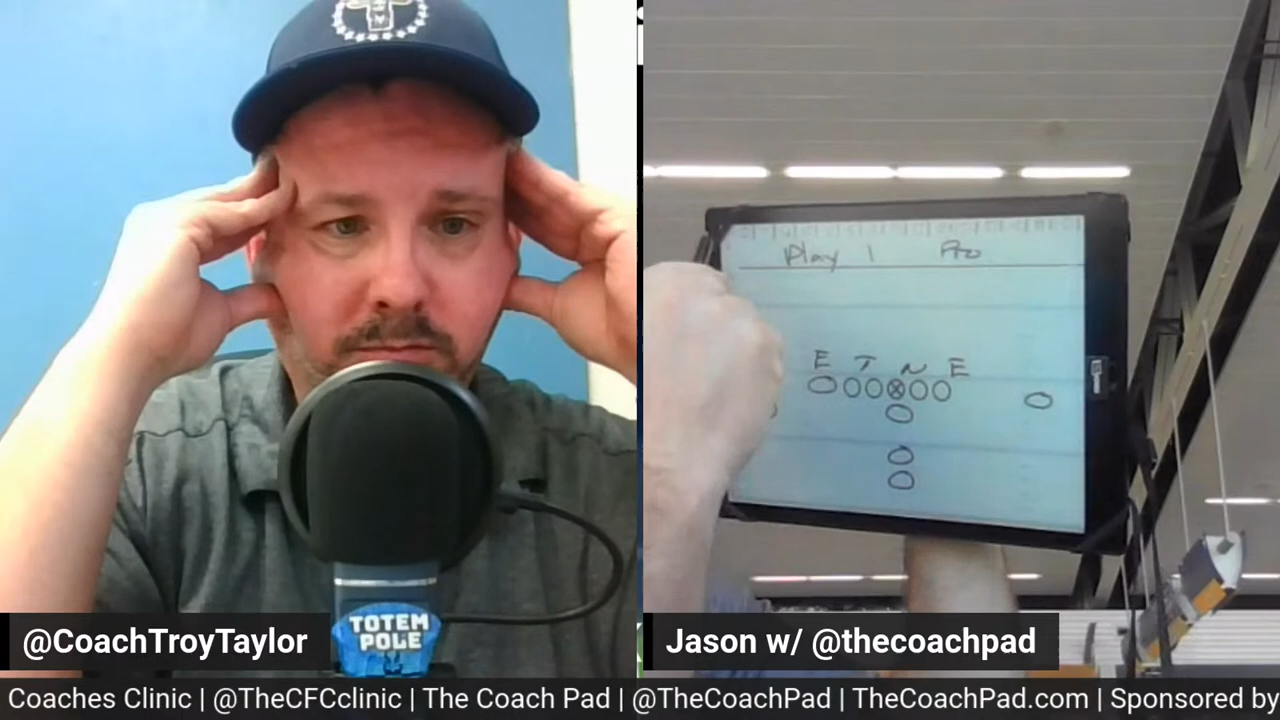 Play 1 Pro
E T N E
TOTEM
POLE
@CoachTroyTaylor
Jason w/ @thecoachpad
Coaches Clinic | @TheCFCclinic | The Coach Pad | @TheCoachPad | TheCoachPad.com | Sponsored by